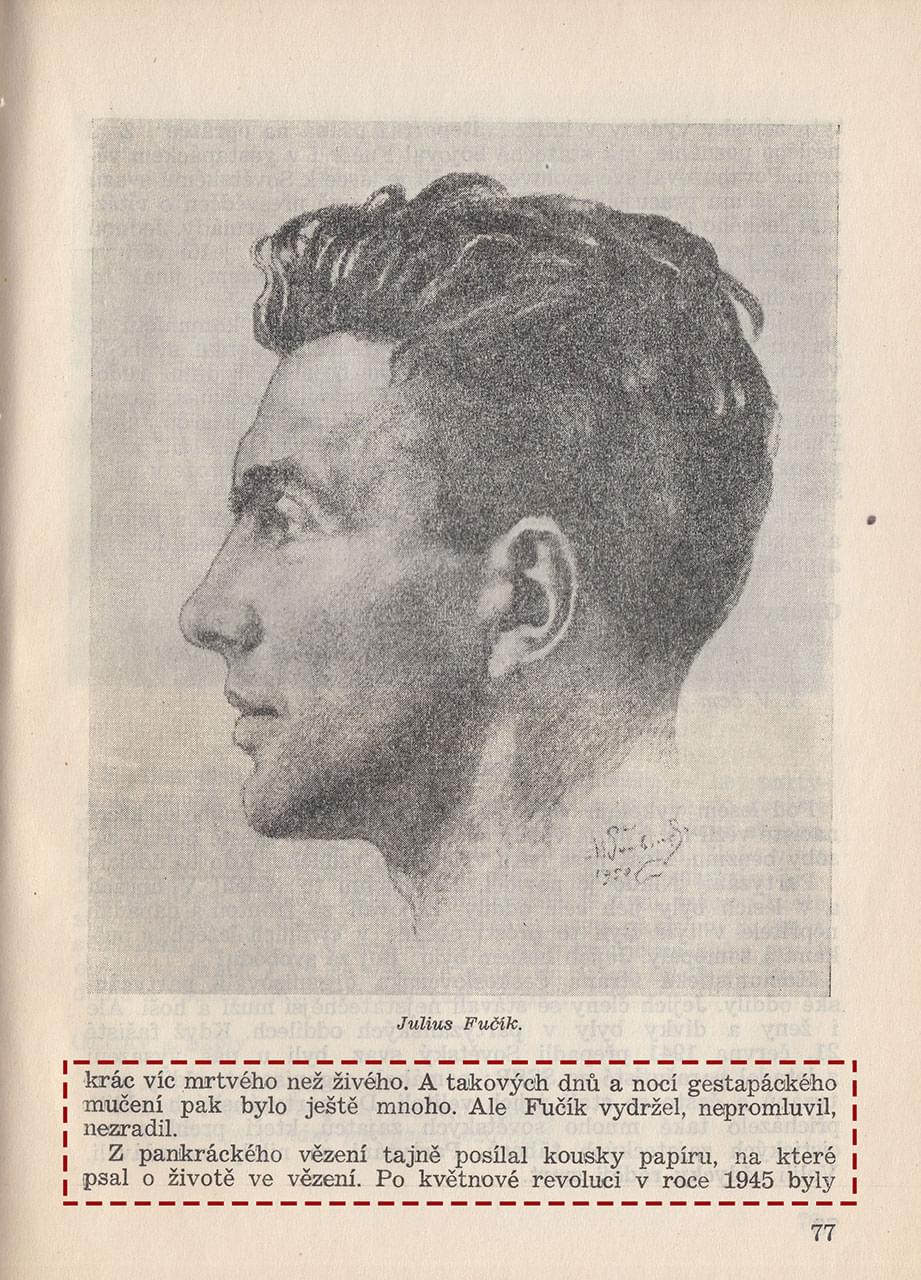 Julius Fučík.
krác víc mrtvého než živého. A takových dnů a nocí gestapáckého
mučení pak bylo ještě mnoho. Ale Fučík vydržel, nepromluvil,
nezradil.
Z pankráckého vězení tajně posílal kousky papíru, na které
psal o životě ve vězení. Po květnové revoluci v roce 1945 byly
77